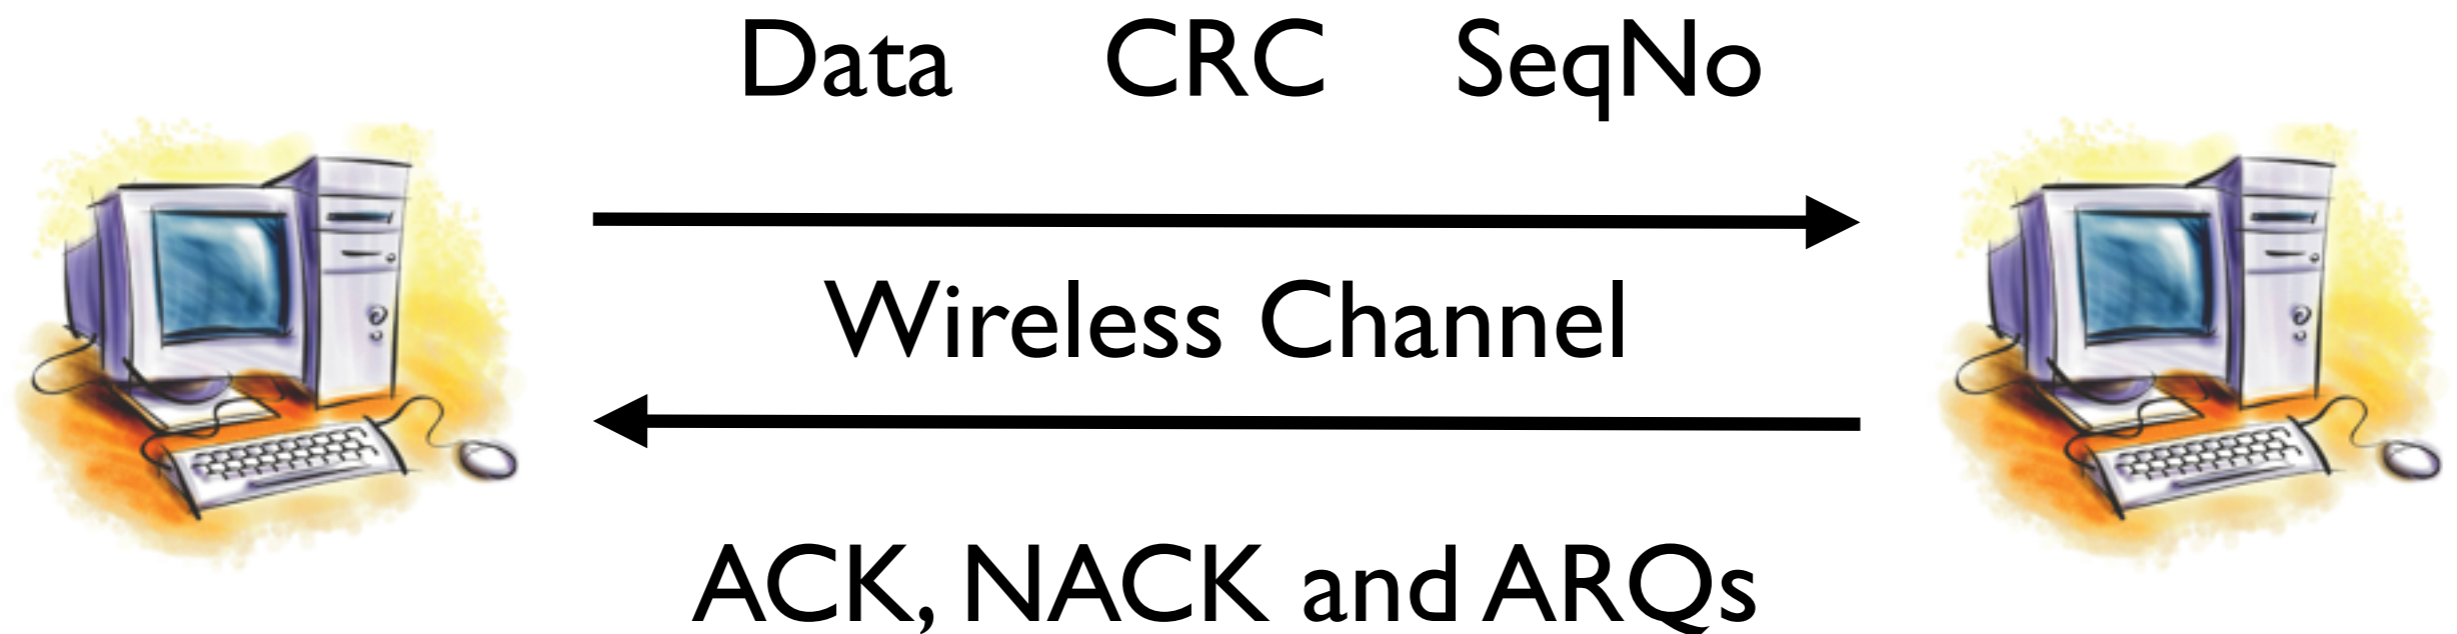 Data CRC SeqNo
Wireless Channel
ACK, NACK and ARQs